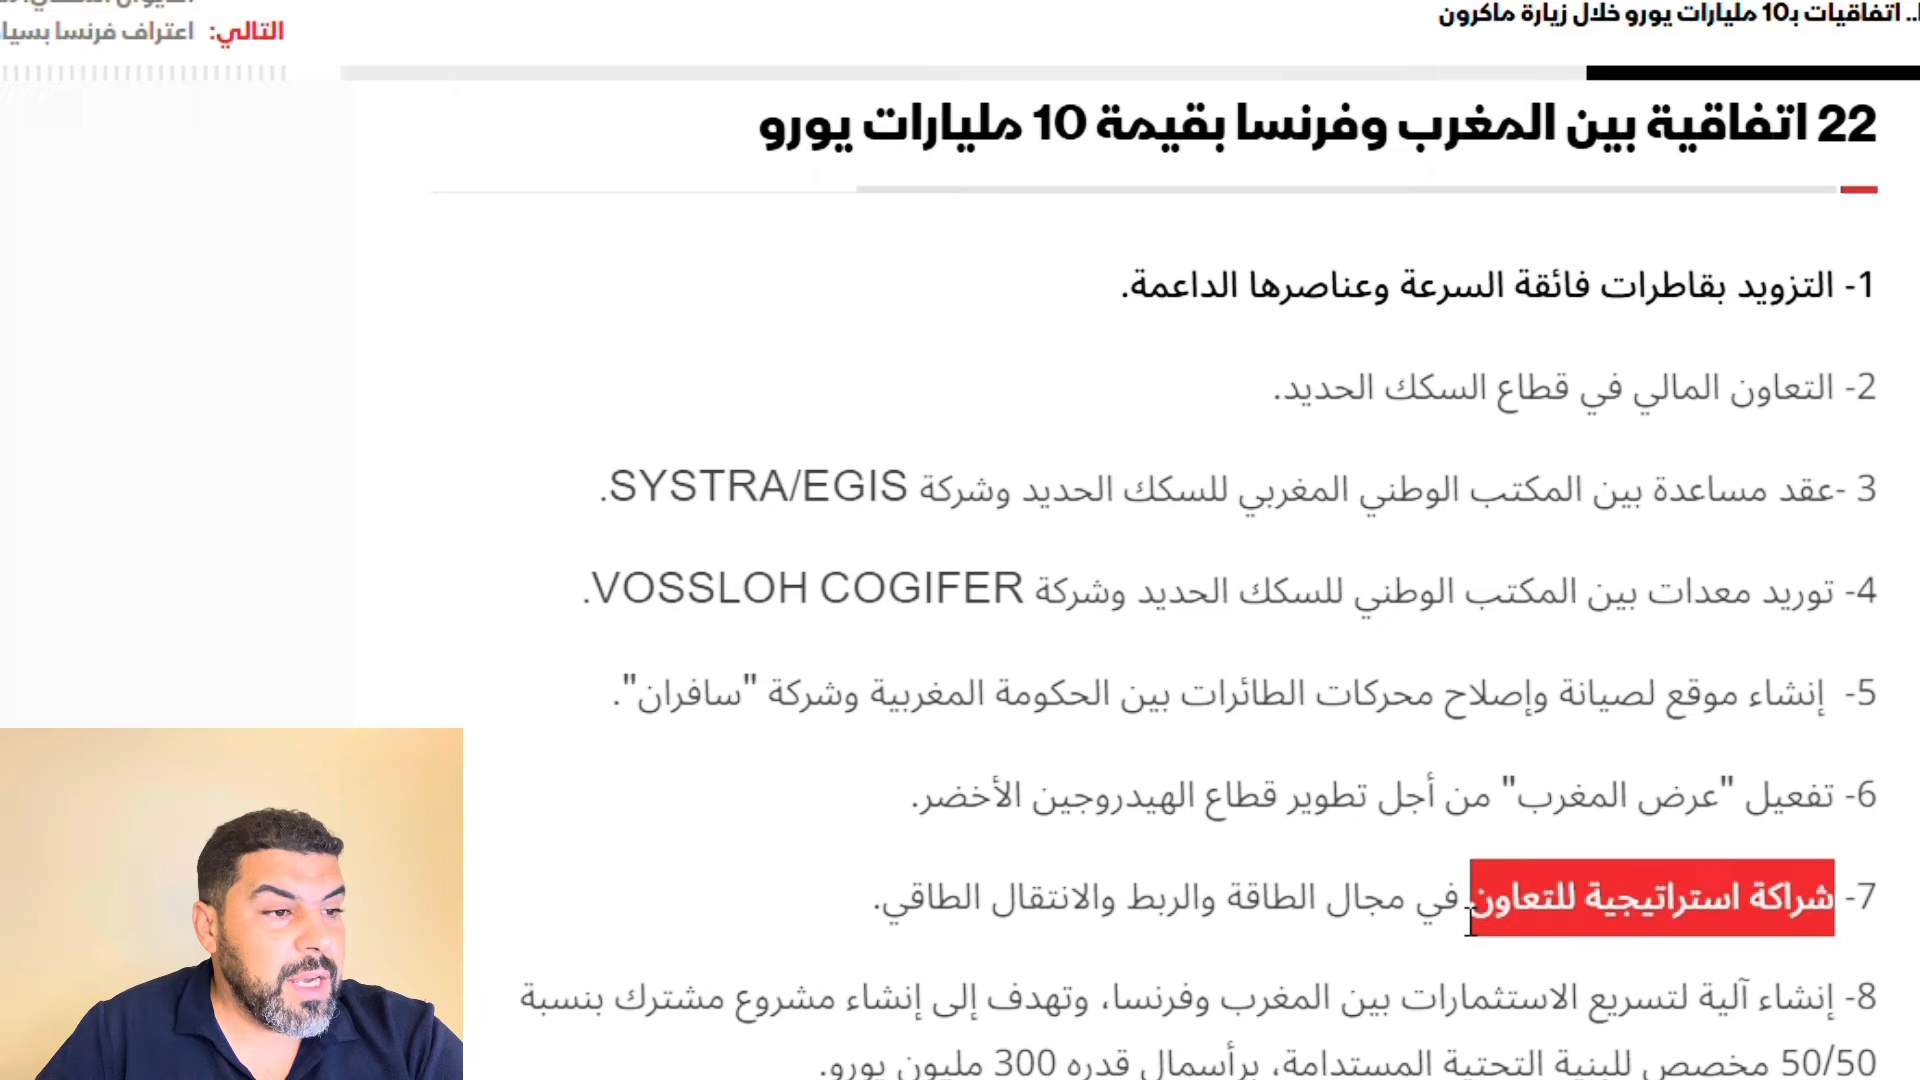 اتفاقيات بـ10 مليارات يورو خلال زيارة ماكرون
التالي: اعتراف فرنسا
22 اتفاقية بين المغرب وفرنسا بقيمة 10 مليارات يورو
1- التزويد بقاطرات فائقة السرعة وعناصرها الداعمة.
2- التعاون المالي في قطاع السكك الحديد.
3 -عقد مساعدة بين المكتب الوطني المغربي للسكك الحديد وشركة SYSTRA/EGIS.
4- توريد معدات بين المكتب الوطني للسكك الحديد وشركة VOSSLOH COGIFER.
5- إنشاء موقع لصيانة وإصلاح محركات الطائرات بين الحكومة المغربية وشركة "سافران".
6- تفعيل "عرض المغرب" من أجل تطوير قطاع الهيدروجين الأخضر.
7- شراكة استراتيجية للتعاون في مجال الطاقة والربط والانتقال الطاقي.
8- إنشاء آلية لتسريع الاستثمارات بين المغرب وفرنسا، وتهدف إلى إنشاء مشروع مشترك بنسبة
50/50 مخصص للبنية التحتية المستدامة، برأسمال قدره 300 مليون يورو.